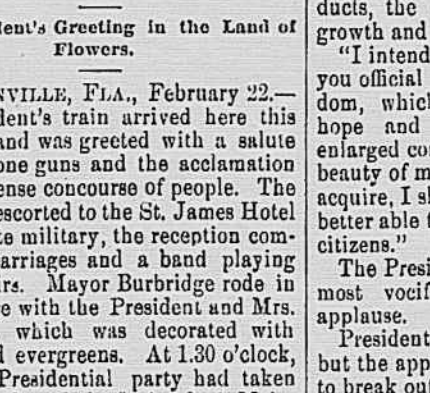 dent's Greeting in the Land of
Flowers.
NVILLE, FLA., February 22.—
dent's train arrived here this
and was greeted with a salute
one guns and the acclamation
ense concourse of people. The
escorted to the St. James Hotel
te military, the reception com-
arriages and a band playing
irs. Mayor Burbridge rode in
e with the President and Mrs.
which was decorated with
d evergreens. At 1.30 o'clock,
Presidential party had taken
ducts, the
growth and
"I intend
you official
dom, whic
hope and
enlarged co
beauty of m
acquire, I s
better able
citizens."
The Presi
most vocif
applause.
President
but the app
to break out